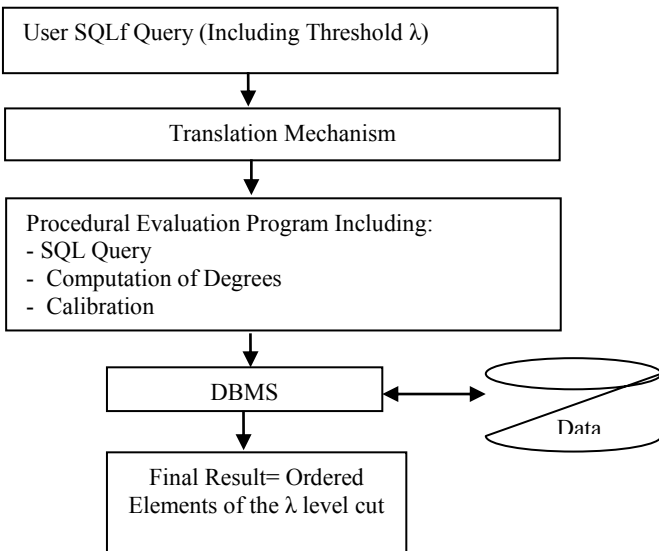 User SQLf Query (Including Threshold λ)
Translation Mechanism
Procedural Evaluation Program Including:
- SQL Query
- Computation of Degrees
- Calibration
DBMS
Data
Final Result= Ordered
Elements of the λ level cut